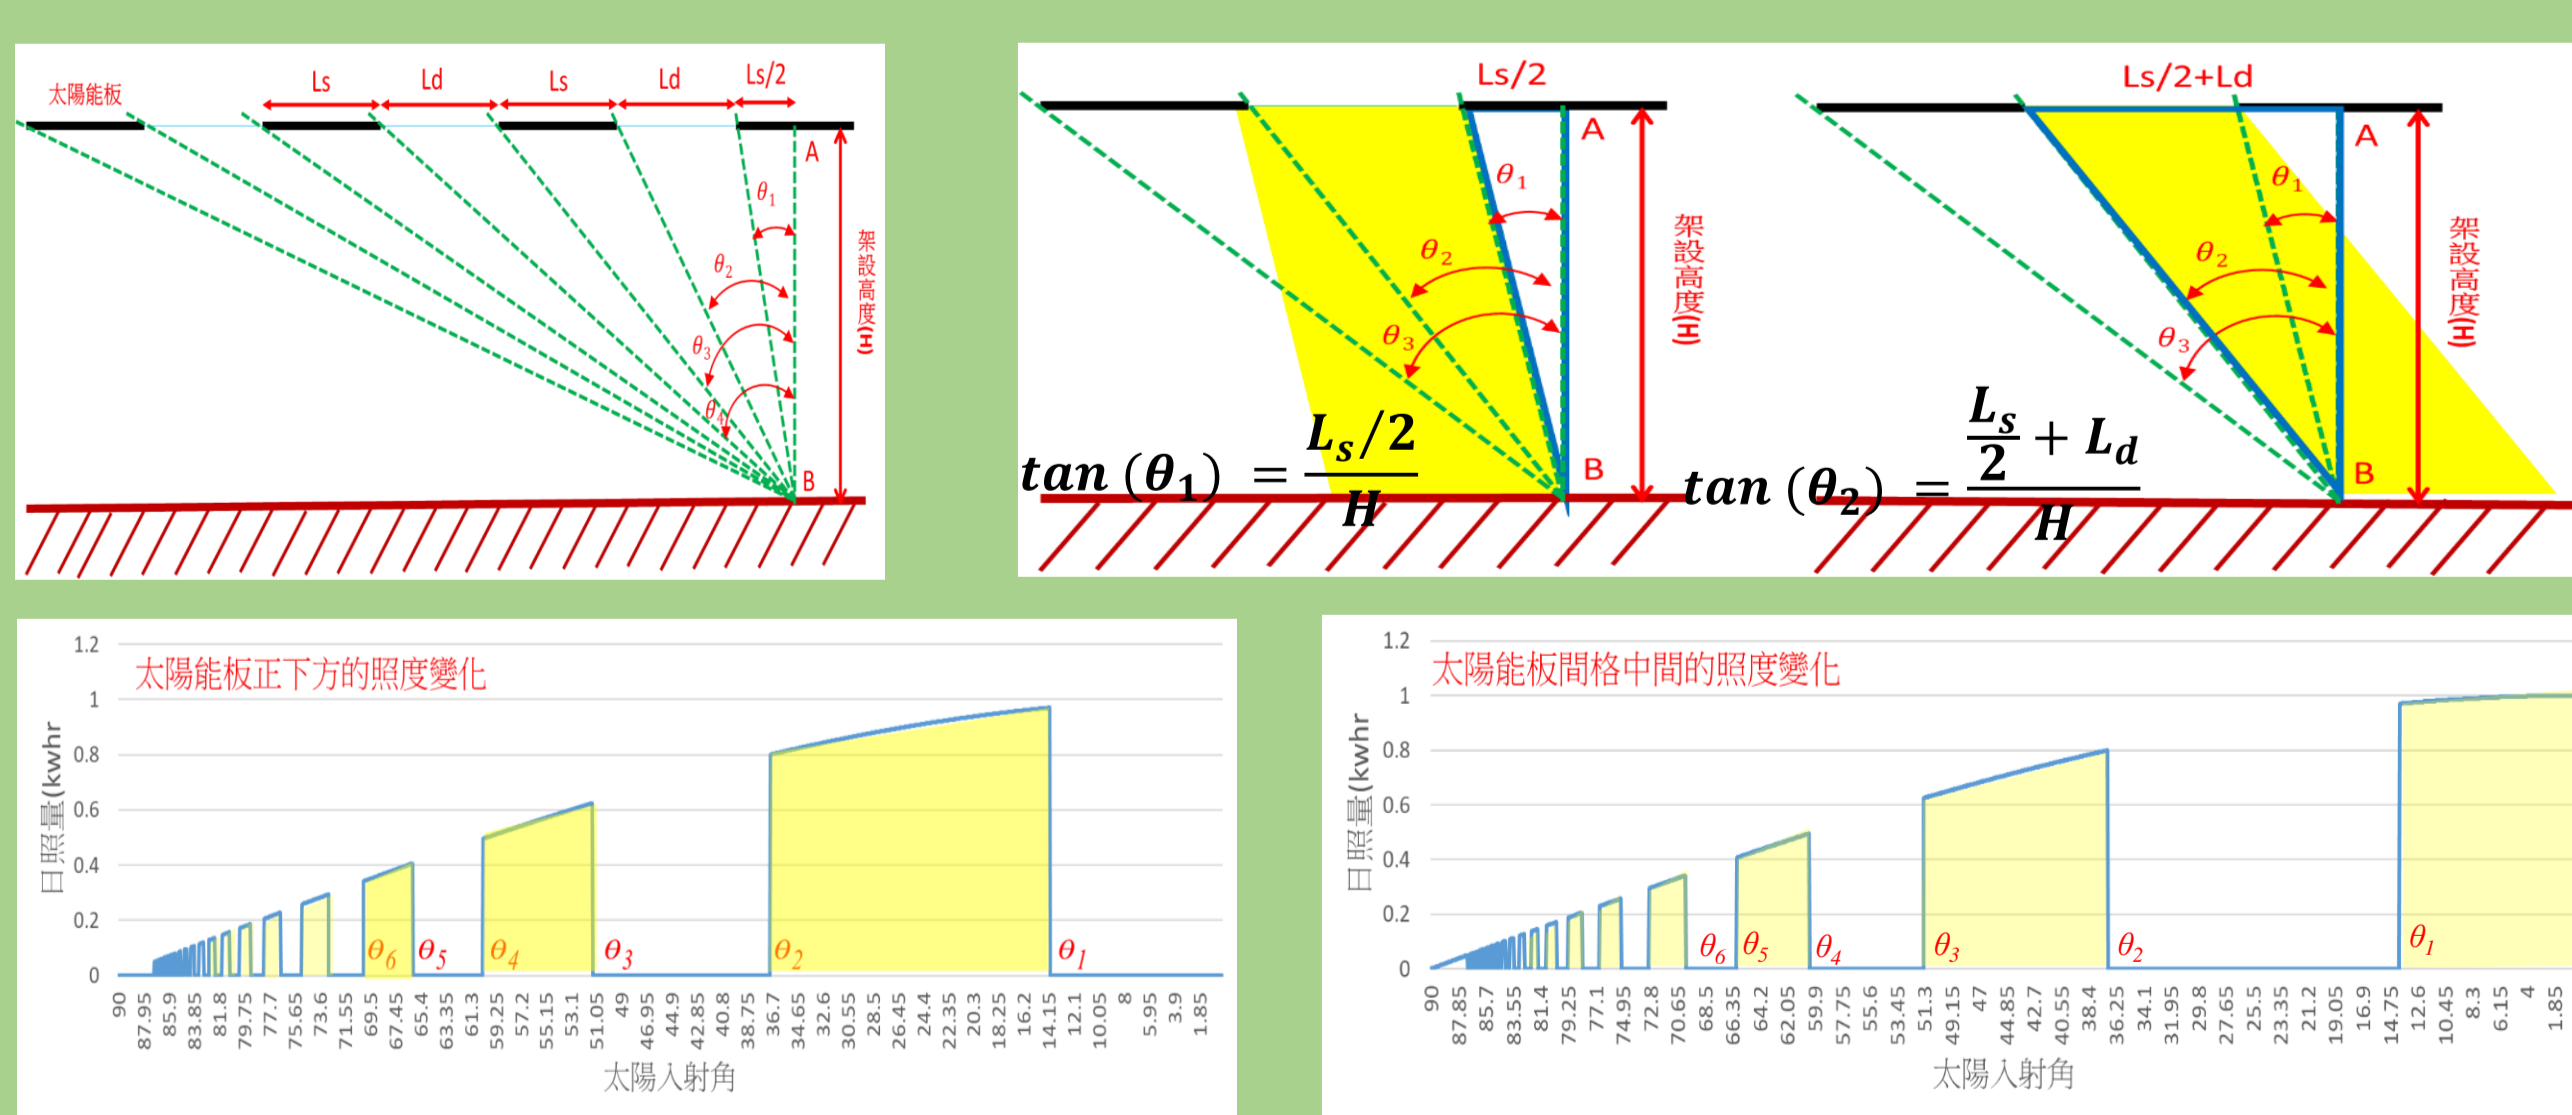 太陽能板
Ls Ld Ls Ld Ls/2
A
θ1
θ2
θ3
θ4
B
架設高度(H)
Ls/2
A
θ1
θ2
θ3
B
架設高度(H)
tan (θ1) = Ls/2 / H
Ls/2+Ld
A
θ1
θ2
θ3
B
架設高度(H)
tan (θ2) = Ls/2 + Ld / H
太陽能板正下方的照度變化
日照量(kwhr
1.2
1
0.8
0.6
0.4
0.2
0
θ6 θ5 θ4 θ3 θ2 θ1
90 87.95 85.9 83.85 81.8 79.75 77.7 75.65 73.6 71.55 69.5 67.45 65.4 63.35 61.3 59.25 57.2 55.15 53.1 51.05 49 46.95 44.9 42.85 40.8 38.75 36.7 34.65 32.6 30.55 28.5 26.45 24.4 22.35 20.3 18.25 16.2 14.15 12.1 10.05 8 5.95 3.9 1.85
太陽入射角
太陽能板間格中間的照度變化
日照量(kwhr
1.2
1
0.8
0.6
0.4
0.2
0
θ6 θ5 θ4 θ3 θ2 θ1
90 87.85 85.7 83.55 81.4 79.25 77.1 74.95 72.8 70.65 68.5 66.35 64.2 62.05 59.9 57.75 55.6 53.45 51.3 49.15 47 44.85 42.7 40.55 38.4 36.25 34.1 31.95 29.8 27.65 25.5 23.35 21.2 19.05 16.9 14.75 12.6 10.45 8.3 6.15 4 1.85
太陽入射角